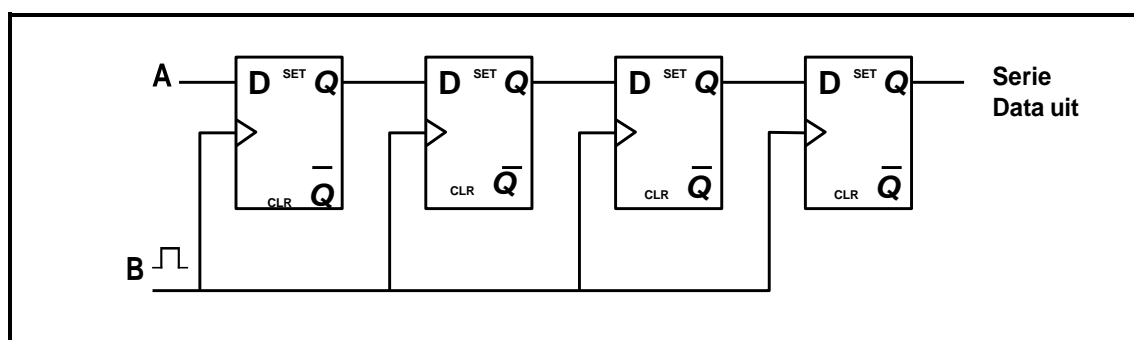 A D SET Q D SET Q D SET Q D SET Q Serie
Data uit
CLR Q̅ CLR Q̅ CLR Q̅ CLR Q̅
B